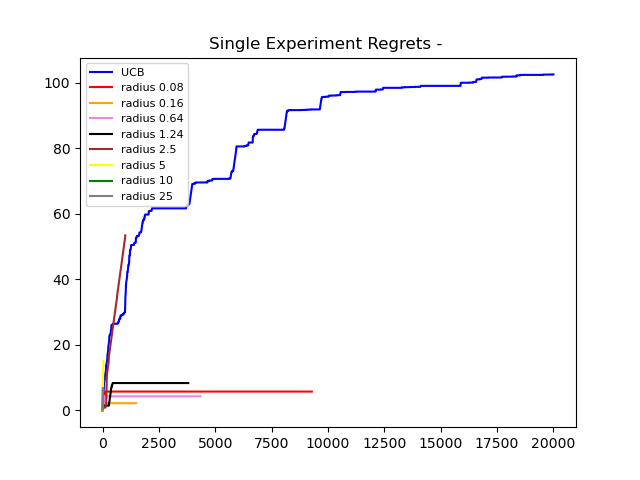 Single Experiment Regrets -
UCB
radius 0.08
radius 0.16
radius 0.64
radius 1.24
radius 2.5
radius 5
radius 10
radius 25
100
80
60
40
20
0
0 2500 5000 7500 10000 12500 15000 17500 20000